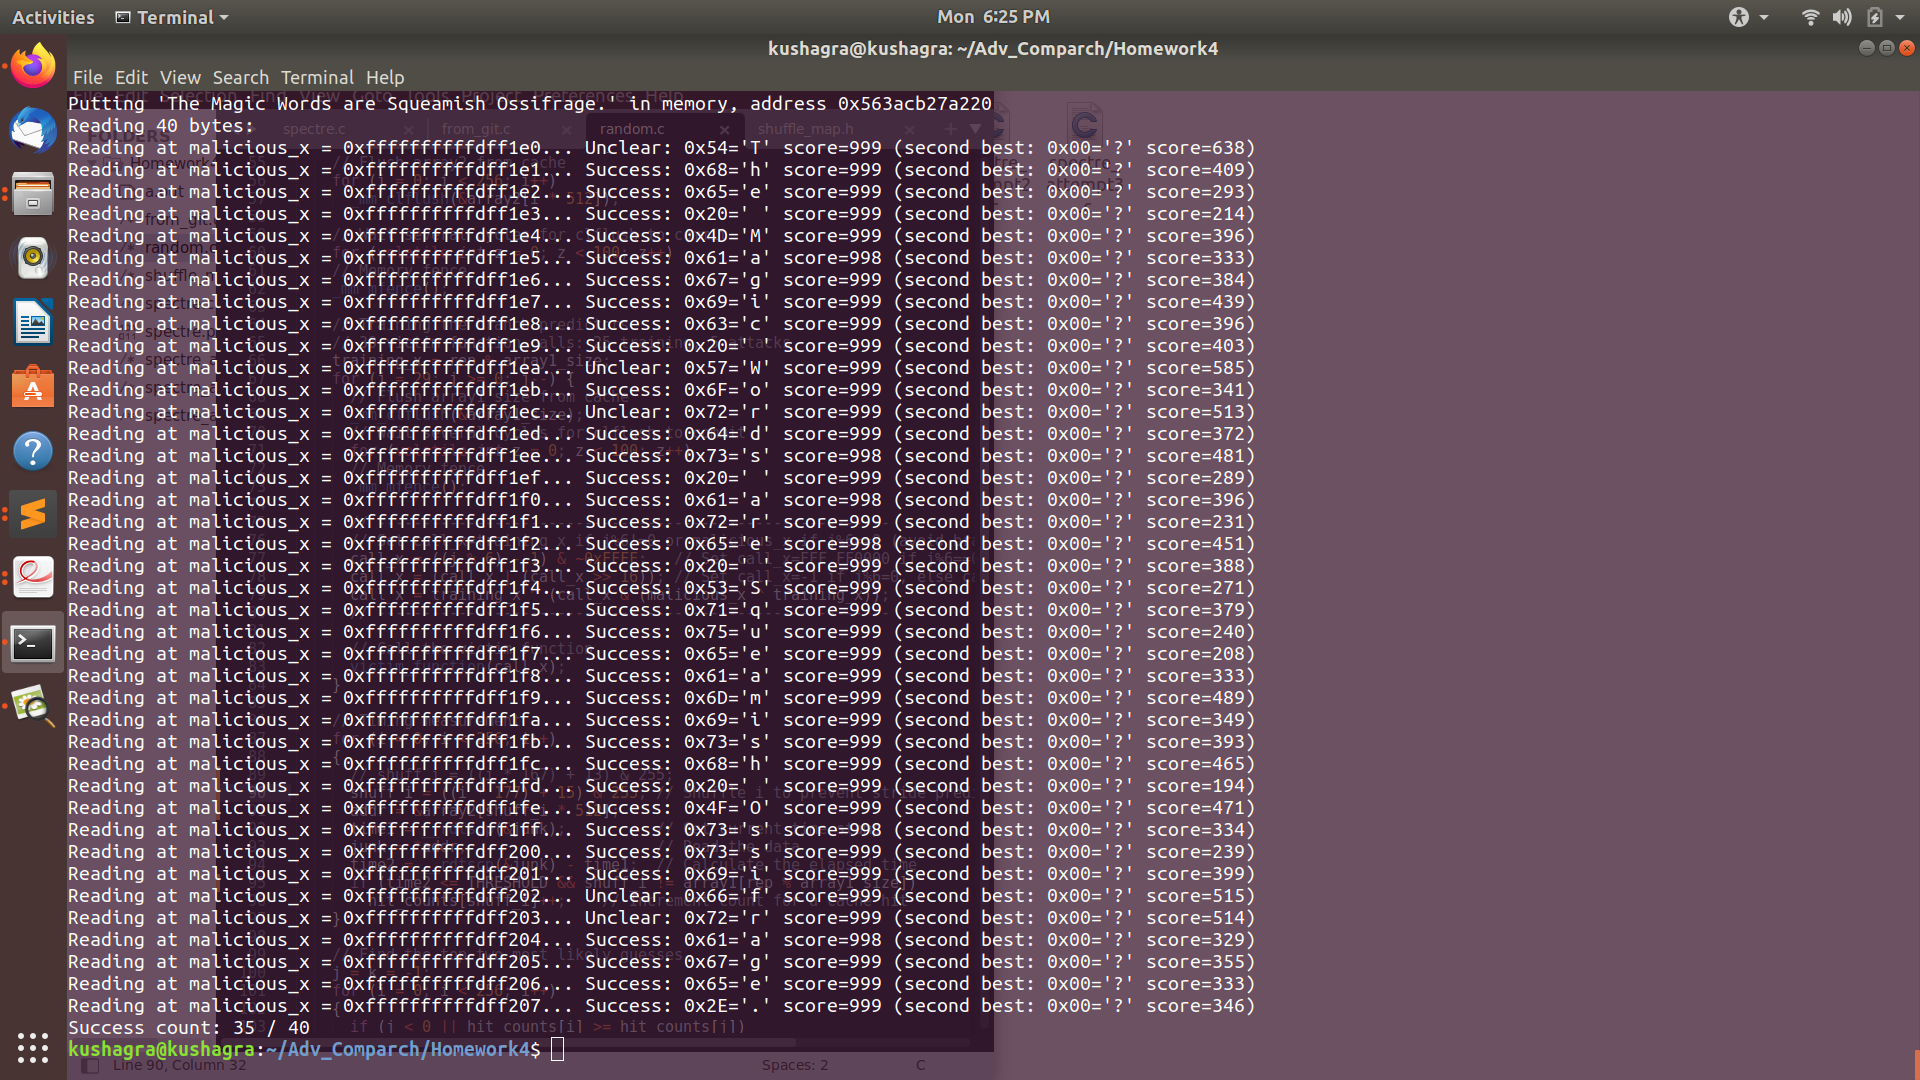 Activities Terminal Mon 6:25 PM
kushagra@kushagra: ~/Adv_Comparch/Homework4
File Edit View Search Terminal Help
Putting 'The Magic Words are Squeamish Ossifrage.' in memory, address 0x563acb27a220
Reading 40 bytes:
Reading at malicious_x = 0xffffffffffdff1e0... Unclear: 0x54='T' score=999 (second best: 0x00='?' score=638)
Reading at malicious_x = 0xffffffffffdff1e1... Success: 0x68='h' score=999 (second best: 0x00='?' score=409)
Reading at malicious_x = 0xffffffffffdff1e2... Success: 0x65='e' score=999 (second best: 0x00='?' score=293)
Reading at malicious_x = 0xffffffffffdff1e3... Success: 0x20=' ' score=999 (second best: 0x00='?' score=214)
Reading at malicious_x = 0xffffffffffdff1e4... Success: 0x4D='M' score=999 (second best: 0x00='?' score=396)
Reading at malicious_x = 0xffffffffffdff1e5... Success: 0x61='a' score=998 (second best: 0x00='?' score=333)
Reading at malicious_x = 0xffffffffffdff1e6... Success: 0x67='g' score=999 (second best: 0x00='?' score=384)
Reading at malicious_x = 0xffffffffffdff1e7... Success: 0x69='i' score=999 (second best: 0x00='?' score=439)
Reading at malicious_x = 0xffffffffffdff1e8... Success: 0x63='c' score=999 (second best: 0x00='?' score=396)
Reading at malicious_x = 0xffffffffffdff1e9... Success: 0x20=' ' score=999 (second best: 0x00='?' score=403)
Reading at malicious_x = 0xffffffffffdff1ea... Unclear: 0x57='W' score=999 (second best: 0x00='?' score=585)
Reading at malicious_x = 0xffffffffffdff1eb... Success: 0x6F='o' score=999 (second best: 0x00='?' score=341)
Reading at malicious_x = 0xffffffffffdff1ec... Unclear: 0x72='r' score=999 (second best: 0x00='?' score=513)
Reading at malicious_x = 0xffffffffffdff1ed... Success: 0x64='d' score=999 (second best: 0x00='?' score=372)
Reading at malicious_x = 0xffffffffffdff1ee... Success: 0x73='s' score=998 (second best: 0x00='?' score=481)
Reading at malicious_x = 0xffffffffffdff1ef... Success: 0x20=' ' score=999 (second best: 0x00='?' score=289)
Reading at malicious_x = 0xffffffffffdff1f0... Success: 0x61='a' score=998 (second best: 0x00='?' score=396)
Reading at malicious_x = 0xffffffffffdff1f1... Success: 0x72='r' score=999 (second best: 0x00='?' score=231)
Reading at malicious_x = 0xffffffffffdff1f2... Success: 0x65='e' score=998 (second best: 0x00='?' score=451)
Reading at malicious_x = 0xffffffffffdff1f3... Success: 0x20=' ' score=999 (second best: 0x00='?' score=388)
Reading at malicious_x = 0xffffffffffdff1f4... Success: 0x53='S' score=999 (second best: 0x00='?' score=271)
Reading at malicious_x = 0xffffffffffdff1f5... Success: 0x71='q' score=999 (second best: 0x00='?' score=379)
Reading at malicious_x = 0xffffffffffdff1f6... Success: 0x75='u' score=999 (second best: 0x00='?' score=240)
Reading at malicious_x = 0xffffffffffdff1f7... Success: 0x65='e' score=999 (second best: 0x00='?' score=208)
Reading at malicious_x = 0xffffffffffdff1f8... Success: 0x61='a' score=999 (second best: 0x00='?' score=333)
Reading at malicious_x = 0xffffffffffdff1f9... Success: 0x6D='m' score=999 (second best: 0x00='?' score=489)
Reading at malicious_x = 0xffffffffffdff1fa... Success: 0x69='i' score=999 (second best: 0x00='?' score=349)
Reading at malicious_x = 0xffffffffffdff1fb... Success: 0x73='s' score=999 (second best: 0x00='?' score=393)
Reading at malicious_x = 0xffffffffffdff1fc... Success: 0x68='h' score=999 (second best: 0x00='?' score=465)
Reading at malicious_x = 0xffffffffffdff1fd... Success: 0x20=' ' score=999 (second best: 0x00='?' score=194)
Reading at malicious_x = 0xffffffffffdff1fe... Success: 0x4F='O' score=999 (second best: 0x00='?' score=471)
Reading at malicious_x = 0xffffffffffdff1ff... Success: 0x73='s' score=998 (second best: 0x00='?' score=334)
Reading at malicious_x = 0xffffffffffdff200... Success: 0x73='s' score=999 (second best: 0x00='?' score=239)
Reading at malicious_x = 0xffffffffffdff201... Success: 0x69='i' score=999 (second best: 0x00='?' score=399)
Reading at malicious_x = 0xffffffffffdff202... Unclear: 0x66='f' score=999 (second best: 0x00='?' score=515)
Reading at malicious_x = 0xffffffffffdff203... Unclear: 0x72='r' score=999 (second best: 0x00='?' score=514)
Reading at malicious_x = 0xffffffffffdff204... Success: 0x61='a' score=998 (second best: 0x00='?' score=329)
Reading at malicious_x = 0xffffffffffdff205... Success: 0x67='g' score=999 (second best: 0x00='?' score=355)
Reading at malicious_x = 0xffffffffffdff206... Success: 0x65='e' score=999 (second best: 0x00='?' score=333)
Reading at malicious_x = 0xffffffffffdff207... Success: 0x2E='.' score=999 (second best: 0x00='?' score=346)
Success count: 35 / 40
kushagra@kushagra:~/Adv_Comparch/Homework4$
Line 90, Column 32 Spaces: 2 C